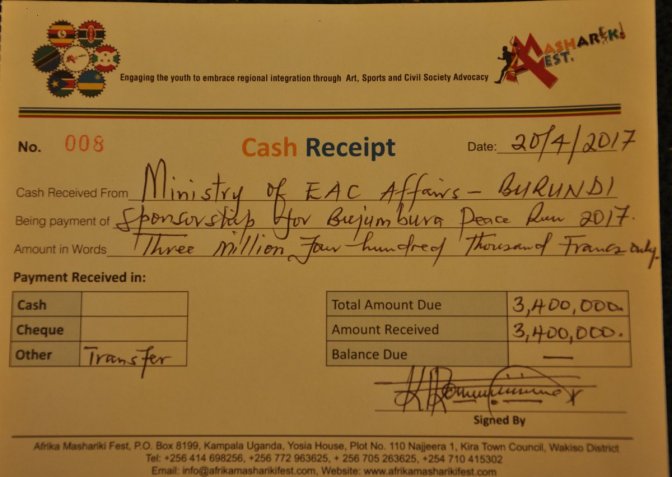 MASHARIKI
FEST.
Engaging the youth to embrace regional integration through Art, Sports and Civil Society Advocacy
No. 008
Cash Receipt
Date: 20/4/2017
Cash Received From Ministry of EAC Affairs - BURUNDI
Being payment of Sponsorship for Bujumbura Peace Run 2017.
Amount in Words Three Million Four hundred Thousand Francs only.
Payment Received in:
Cash
Cheque
Other Transfer
Total Amount Due 3,400,000.
Amount Received 3,400,000.
Balance Due —
Signed By
Afrika Mashariki Fest, P.O. Box 8199, Kampala Uganda, Yosia House, Plot No. 110 Najjeera 1, Kira Town Council, Wakiso District
Tel: +256 414 698256, +256 772 963625, + 256 705 263625, +254 710 415302
Email: info@afrikamasharikifest.com, Website: www.afrikamasharikifest.com